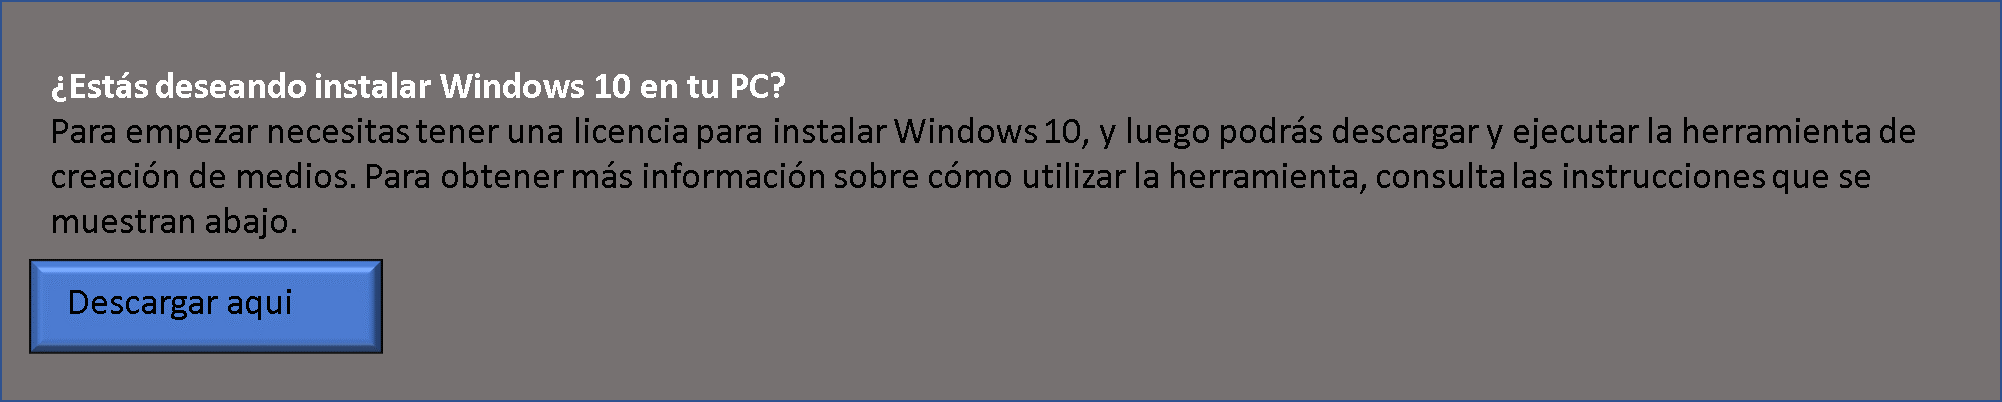 ¿Estás deseando instalar Windows 10 en tu PC?
Para empezar necesitas tener una licencia para instalar Windows 10, y luego podrás descargar y ejecutar la herramienta de
creación de medios. Para obtener más información sobre cómo utilizar la herramienta, consulta las instrucciones que se
muestran abajo.
Descargar aqui